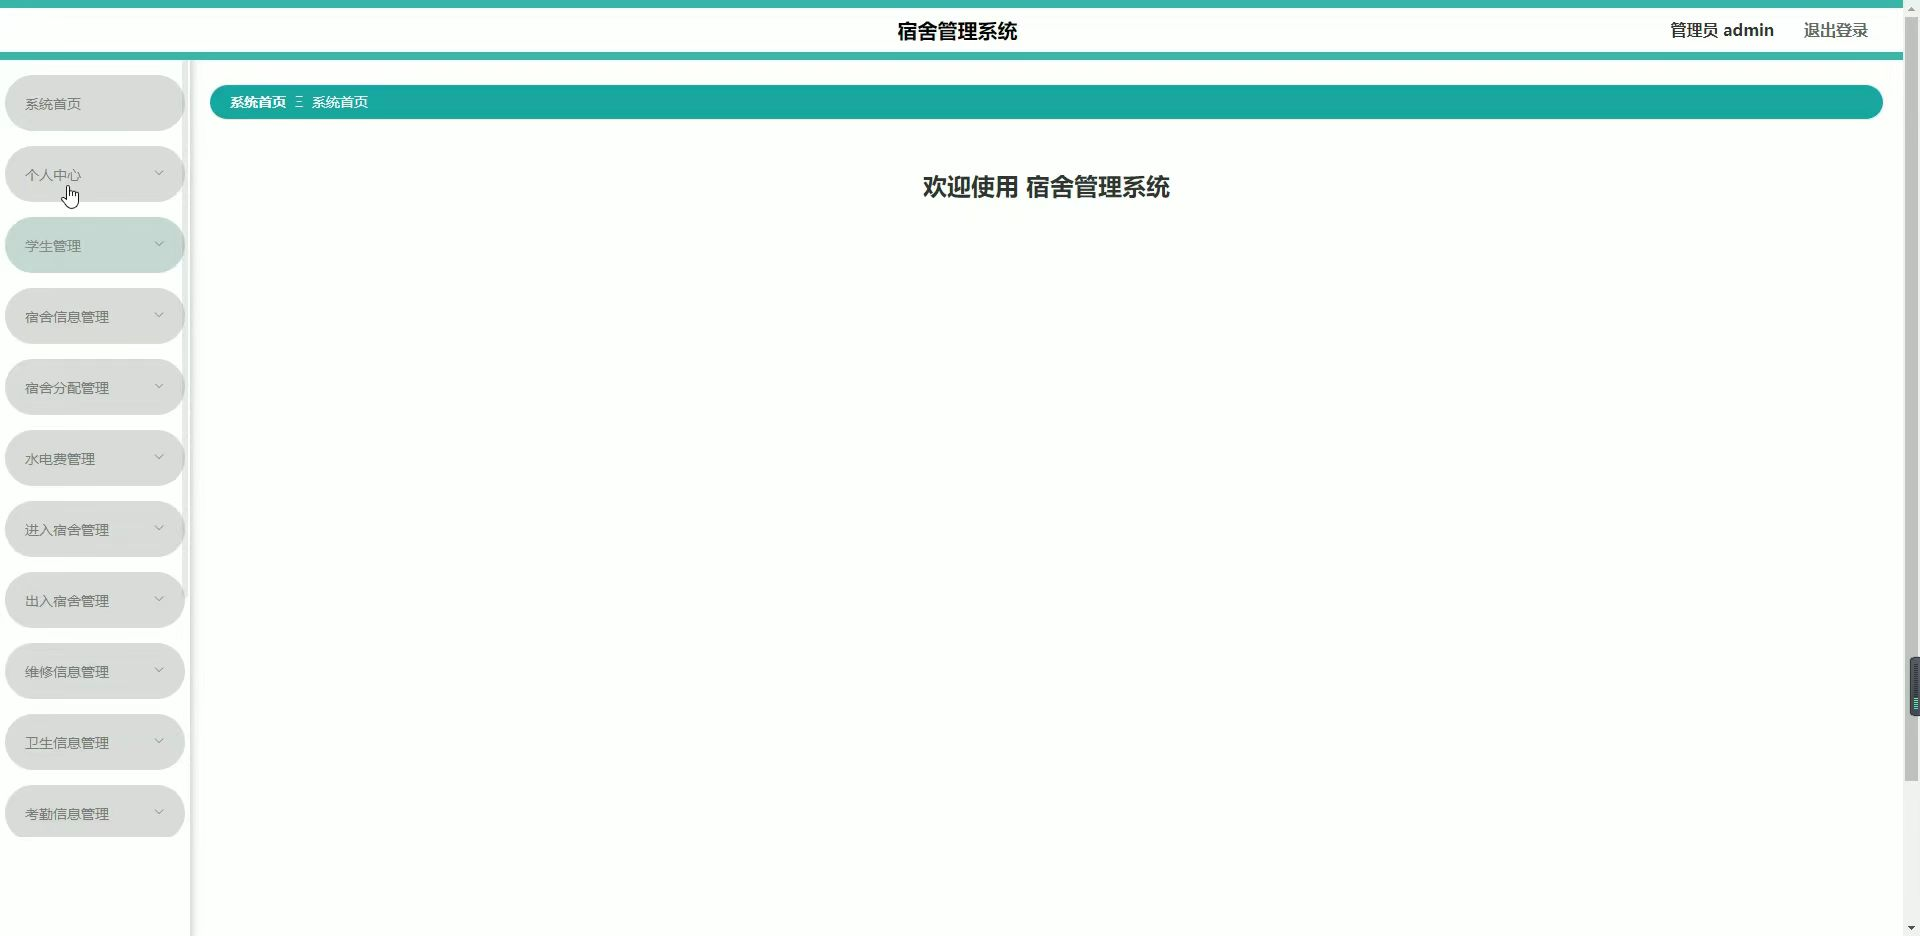 宿舍管理系统
管理员 admin
退出登录
系统首页
个人中心
学生管理
宿舍信息管理
宿舍分配管理
水电费管理
进入宿舍管理
出入宿舍管理
维修信息管理
卫生信息管理
考勤信息管理
系统首页 Ξ 系统首页
欢迎使用 宿舍管理系统